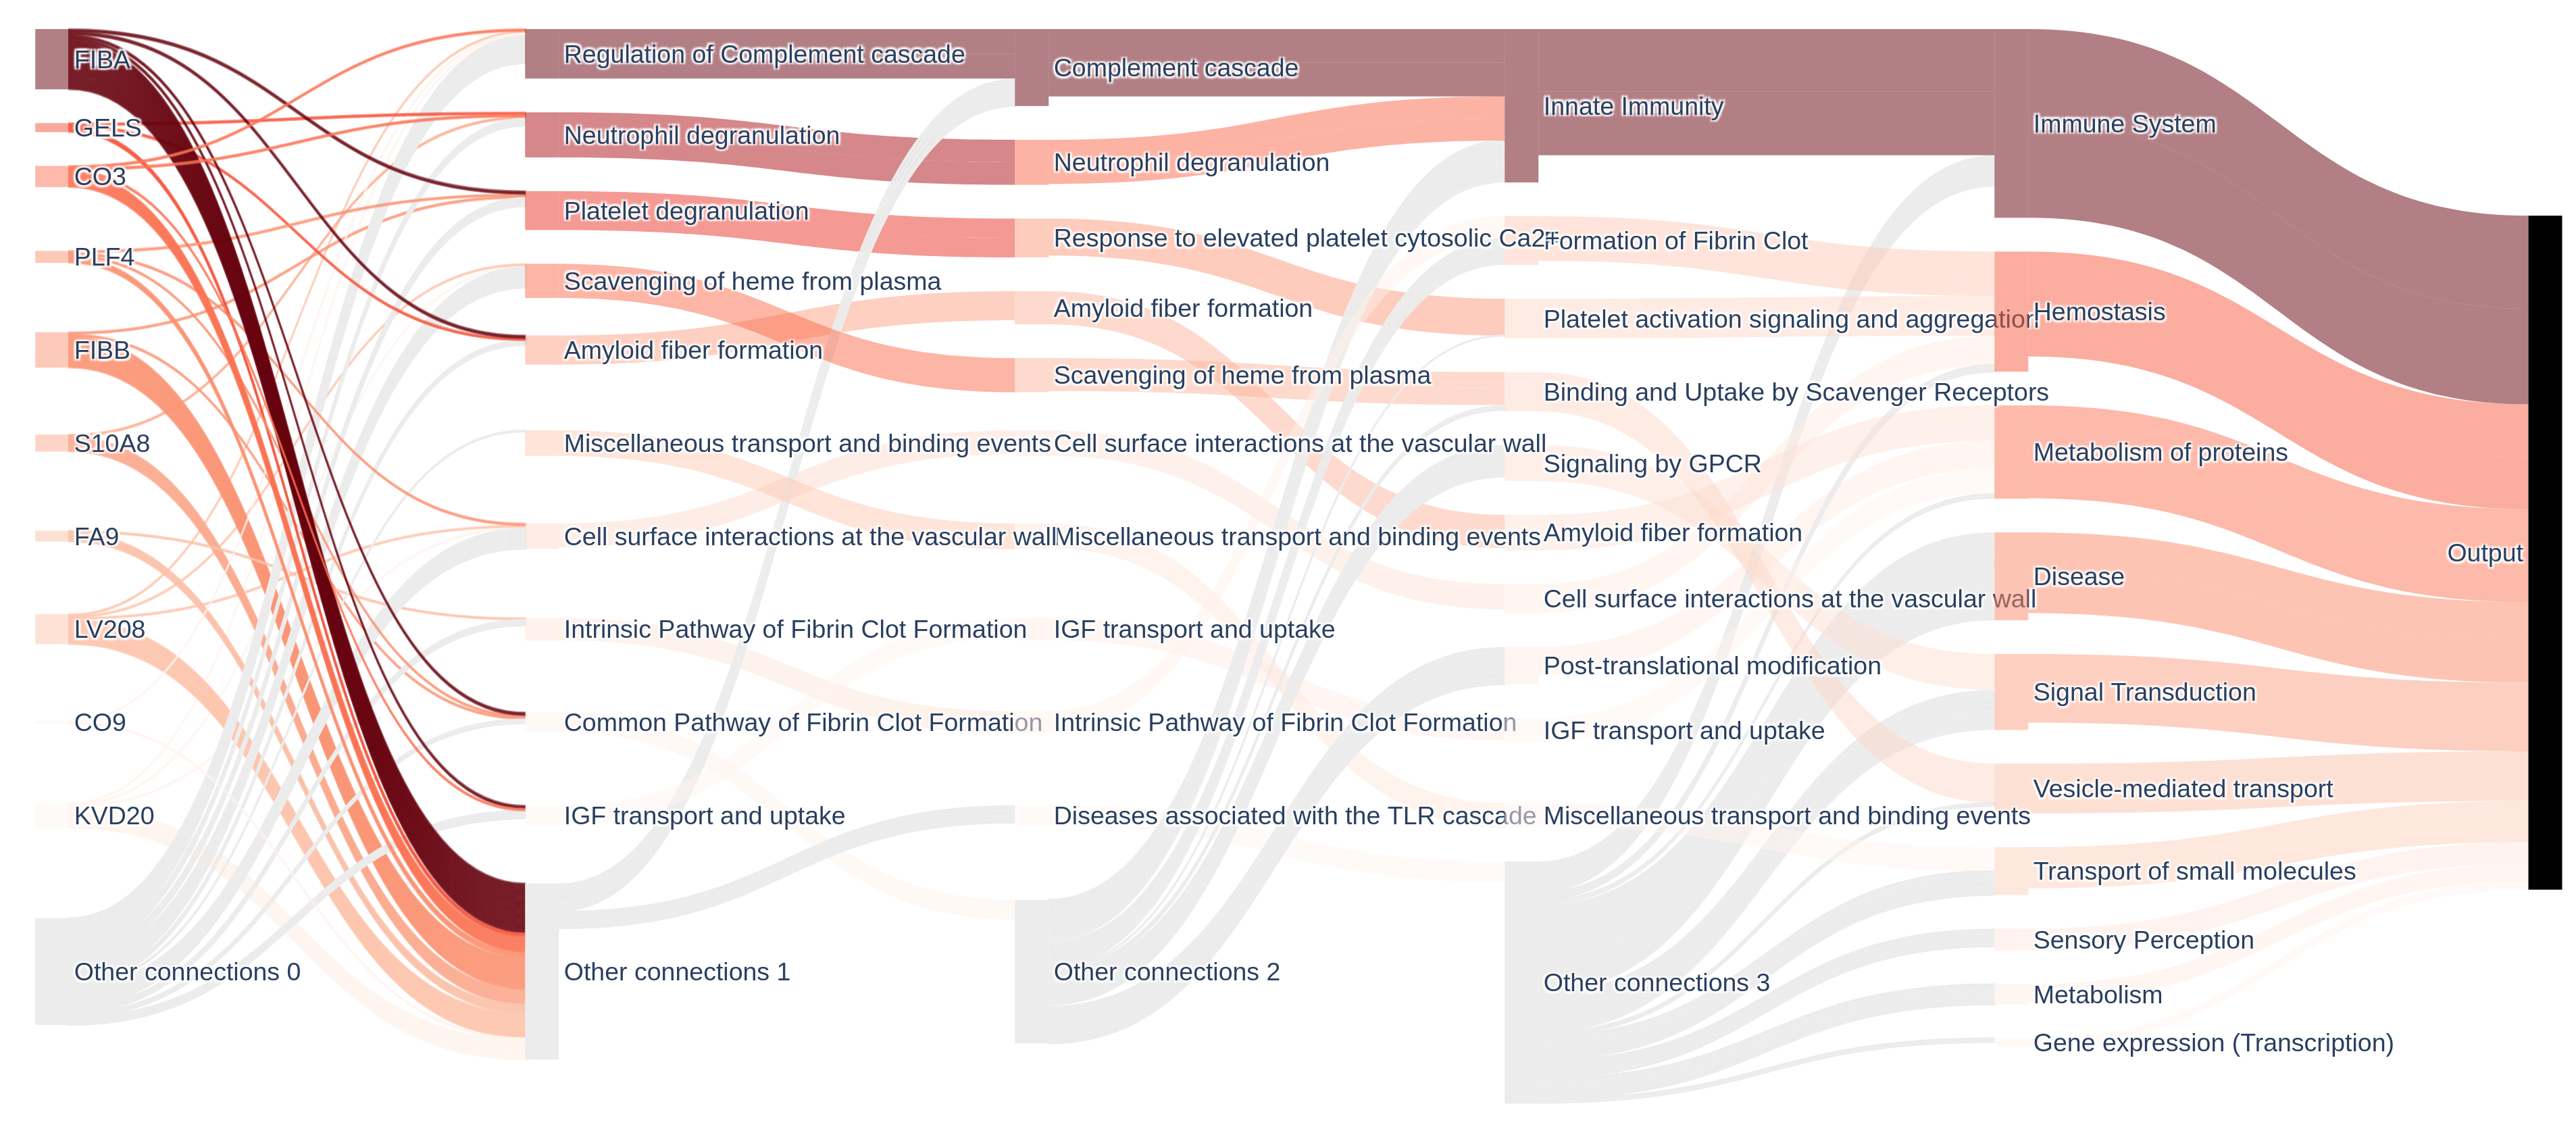 FIBA
GELS
CO3
PLF4
FIBB
S10A8
FA9
LV208
CO9
KVD20
Other connections 0
Regulation of Complement cascade
Neutrophil degranulation
Platelet degranulation
Scavenging of heme from plasma
Amyloid fiber formation
Miscellaneous transport and binding events
Cell surface interactions at the vascular wall
Intrinsic Pathway of Fibrin Clot Formation
Common Pathway of Fibrin Clot Formation
IGF transport and uptake
Other connections 1
Complement cascade
Neutrophil degranulation
Response to elevated platelet cytosolic Ca2+
Amyloid fiber formation
Scavenging of heme from plasma
Cell surface interactions at the vascular wall
Miscellaneous transport and binding events
IGF transport and uptake
Intrinsic Pathway of Fibrin Clot Formation
Diseases associated with the TLR cascade
Other connections 2
Innate Immunity
Formation of Fibrin Clot
Platelet activation signaling and aggregation
Binding and Uptake by Scavenger Receptors
Signaling by GPCR
Amyloid fiber formation
Cell surface interactions at the vascular wall
Post-translational modification
IGF transport and uptake
Miscellaneous transport and binding events
Other connections 3
Immune System
Hemostasis
Metabolism of proteins
Disease
Signal Transduction
Vesicle-mediated transport
Transport of small molecules
Sensory Perception
Metabolism
Gene expression (Transcription)
Output